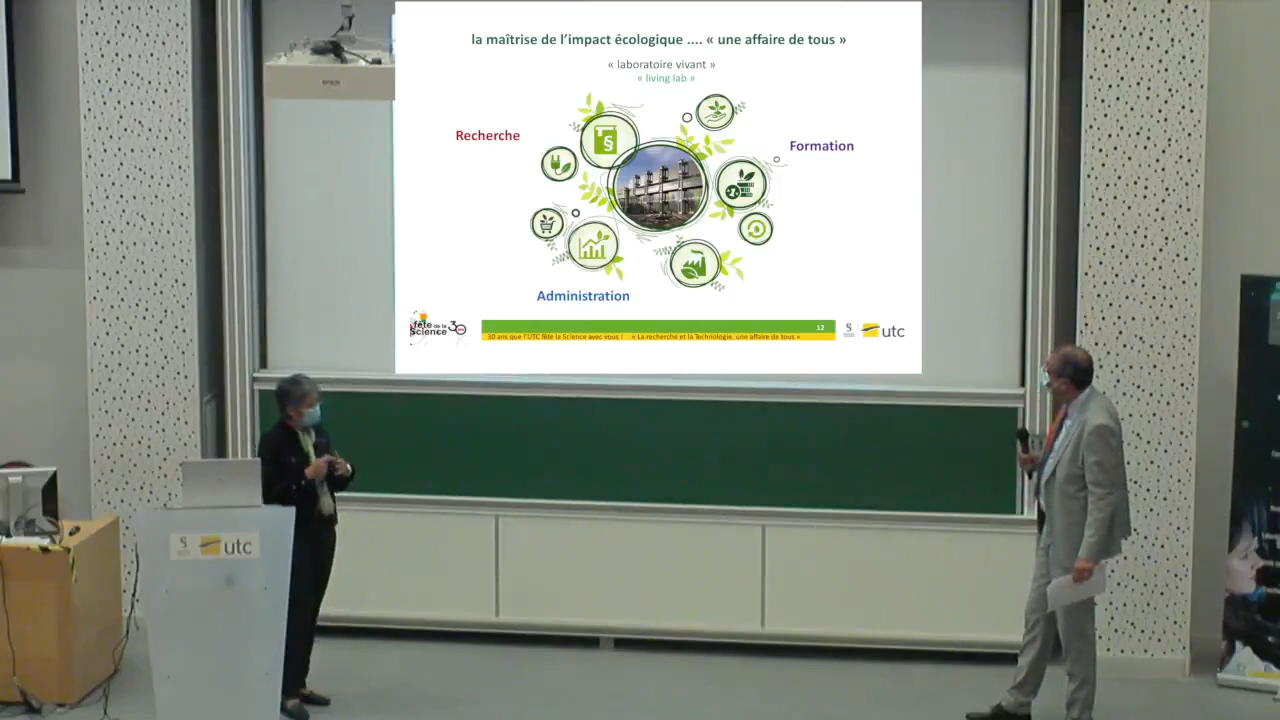 la maîtrise de l'impact écologique .... « une affaire de tous »
« laboratoire vivant »
« living lab »
Recherche
Formation
§
Administration
fête de la
Science 30
12
30 ans que l'UTC fête la Science avec vous ! « La recherche et la Technologie, une affaire de tous »
utc
EPSON
utc